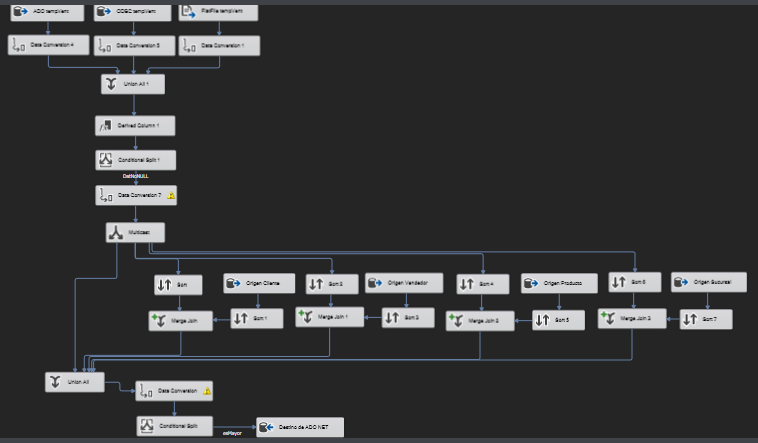 ADO tempVent
ODBC tempVent
FlatFile tempVent
Data Conversion 4
Data Conversion 5
Data Conversion 1
Union All 1
Derived Column 1
Conditional Split 1
DatNoNULL
Data Conversion 7
Multicast
Sort
Origen Cliente
Sort 2
Origen Vendedor
Sort 4
Origen Producto
Sort 6
Origen Sucursal
Merge Join
Sort 1
Merge Join 1
Sort 3
Merge Join 2
Sort 5
Merge Join 3
Sort 7
Union All
Data Conversion
Conditional Split
esMayor
Destino de ADO NET